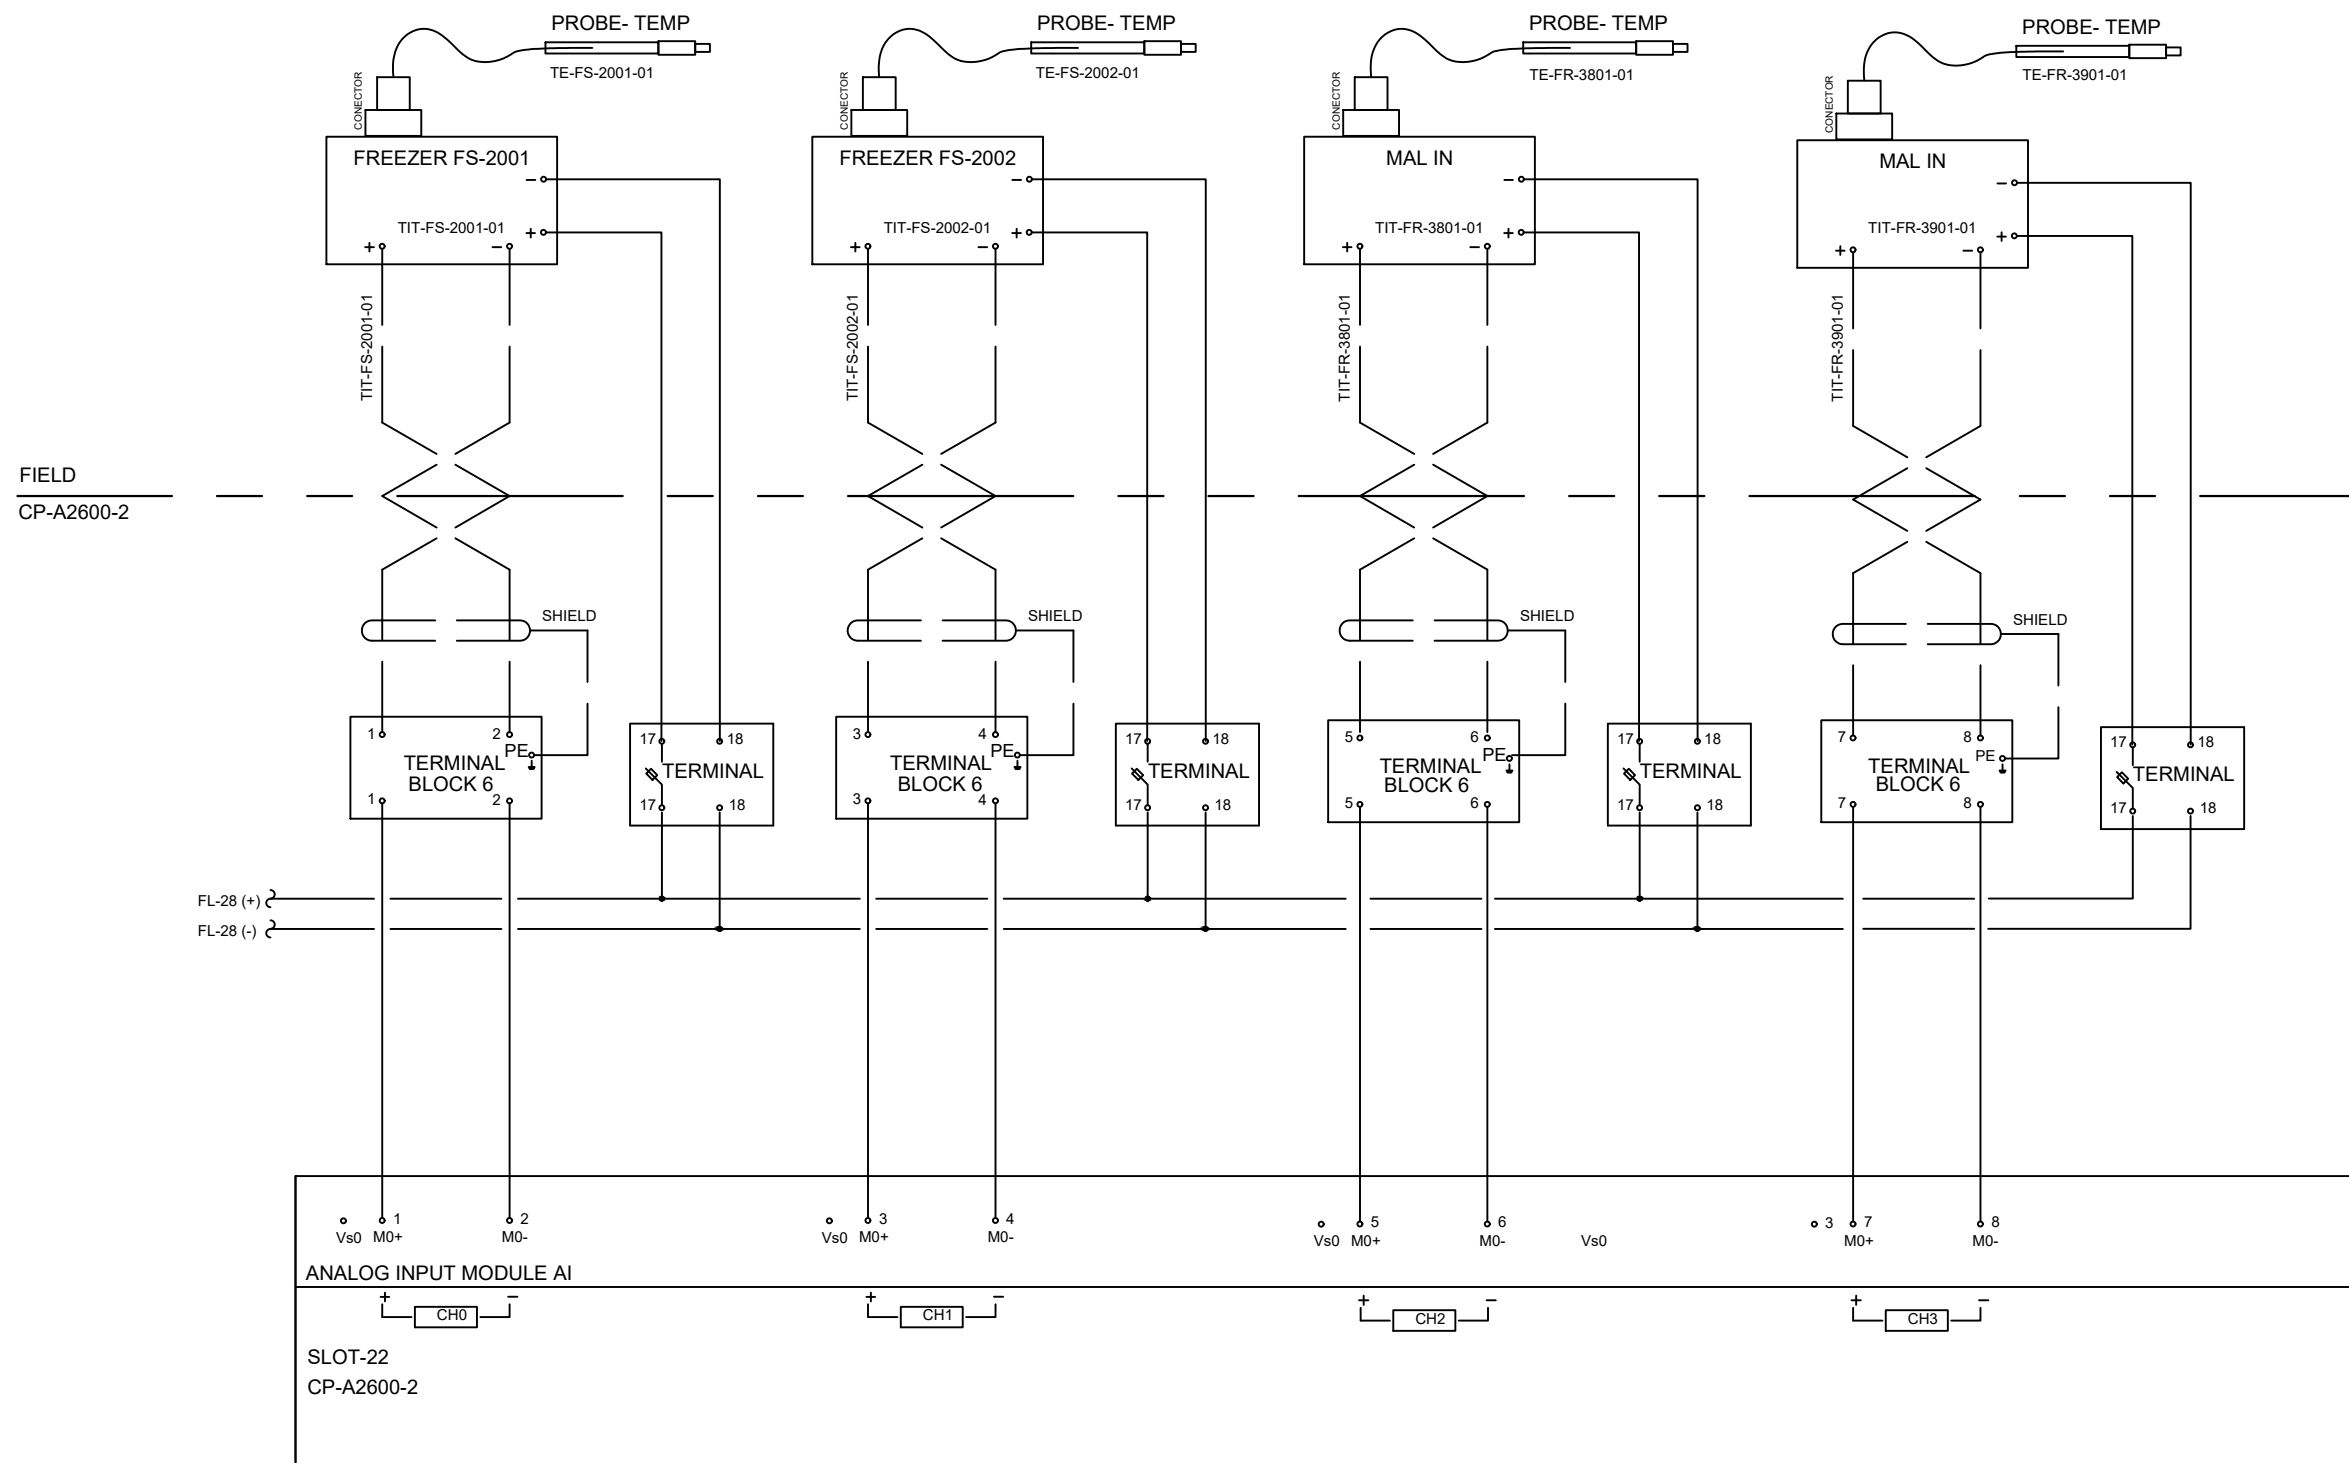 PROBE- TEMP
TE-FS-2001-01
CONECTOR
FREEZER FS-2001
−
TIT-FS-2001-01
+
+
−
TIT-FS-2001-01
PROBE- TEMP
TE-FS-2002-01
CONECTOR
FREEZER FS-2002
−
TIT-FS-2002-01
+
+
−
TIT-FS-2002-01
PROBE- TEMP
TE-FR-3801-01
CONECTOR
MAL IN
−
TIT-FR-3801-01
+
+
−
TIT-FR-3801-01
PROBE- TEMP
TE-FR-3901-01
CONECTOR
MAL IN
−
TIT-FR-3901-01
+
+
−
TIT-FR-3901-01
FIELD
CP-A2600-2
SHIELD
SHIELD
SHIELD
SHIELD
1 2
PE
TERMINAL
BLOCK 6
1 2
17 18
TERMINAL
17 18
3 4
PE
TERMINAL
BLOCK 6
3 4
17 18
TERMINAL
17 18
5 6
PE
TERMINAL
BLOCK 6
5 6
17 18
TERMINAL
17 18
7 8
PE
TERMINAL
BLOCK 6
7 8
17 18
TERMINAL
17 18
FL-28 (+)
FL-28 (-)
1 2 3 4 5 6 3 7 8
Vs0 M0+ M0- Vs0 M0+ M0- Vs0 M0+ M0- Vs0 M0+ M0-
ANALOG INPUT MODULE AI
+ − + − + − + −
CH0 CH1 CH2 CH3
SLOT-22
CP-A2600-2